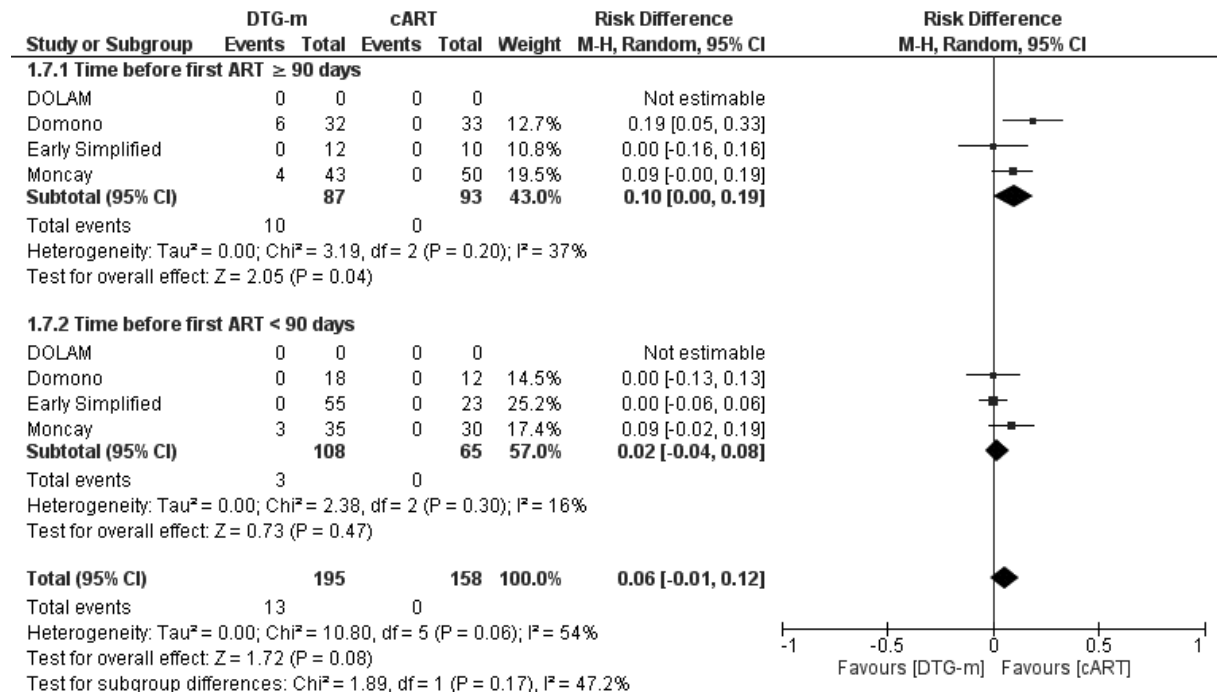 DTG-m cART Risk Difference Risk Difference
Study or Subgroup Events Total Events Total Weight M-H, Random, 95% CI M-H, Random, 95% CI
1.7.1 Time before first ART ≥ 90 days
DOLAM 0 0 0 0 Not estimable
Domono 6 32 0 33 12.7% 0.19 [0.05, 0.33]
Early Simplified 0 12 0 10 10.8% 0.00 [-0.16, 0.16]
Moncay 4 43 0 50 19.5% 0.09 [-0.00, 0.19]
Subtotal (95% CI) 87 93 43.0% 0.10 [0.00, 0.19]
Total events 10 0
Heterogeneity: Tau² = 0.00; Chi² = 3.19, df = 2 (P = 0.20); I² = 37%
Test for overall effect: Z = 2.05 (P = 0.04)
1.7.2 Time before first ART < 90 days
DOLAM 0 0 0 0 Not estimable
Domono 0 18 0 12 14.5% 0.00 [-0.13, 0.13]
Early Simplified 0 55 0 23 25.2% 0.00 [-0.06, 0.06]
Moncay 3 35 0 30 17.4% 0.09 [-0.02, 0.19]
Subtotal (95% CI) 108 65 57.0% 0.02 [-0.04, 0.08]
Total events 3 0
Heterogeneity: Tau² = 0.00; Chi² = 2.38, df = 2 (P = 0.30); I² = 16%
Test for overall effect: Z = 0.73 (P = 0.47)
Total (95% CI) 195 158 100.0% 0.06 [-0.01, 0.12]
Total events 13 0
Heterogeneity: Tau² = 0.00; Chi² = 10.80, df = 5 (P = 0.06); I² = 54%
Test for overall effect: Z = 1.72 (P = 0.08)
Test for subgroup differences: Chi² = 1.89, df = 1 (P = 0.17), I² = 47.2%
-1 -0.5 0 0.5 1
Favours [DTG-m] Favours [cART]